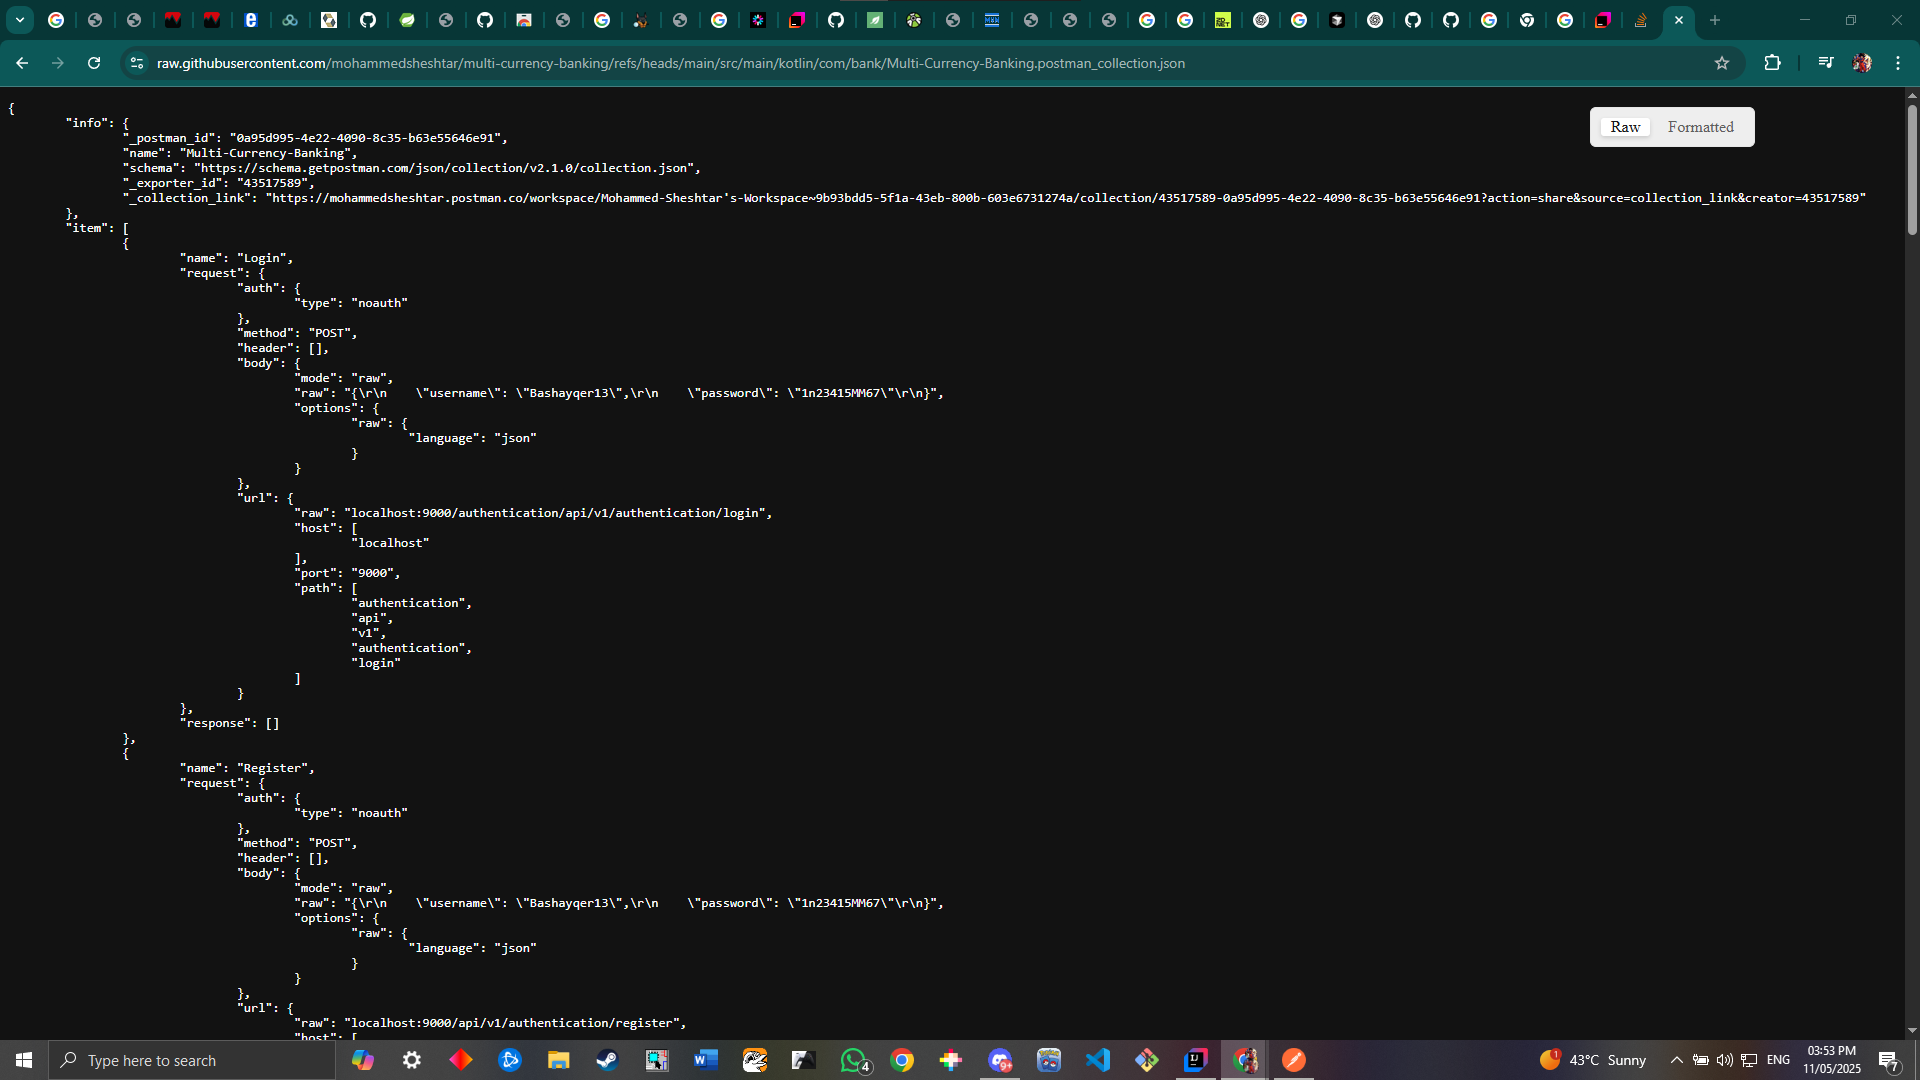 raw.githubusercontent.com/mohammedsheshtar/multi-currency-banking/refs/heads/main/src/main/kotlin/com/bank/Multi-Currency-Banking.postman_collection.json
Raw
Formatted
{
"info": {
"_postman_id": "0a95d995-4e22-4090-8c35-b63e55646e91",
"name": "Multi-Currency-Banking",
"schema": "https://schema.getpostman.com/json/collection/v2.1.0/collection.json",
"_exporter_id": "43517589",
"_collection_link": "https://mohammedsheshtar.postman.co/workspace/Mohammed-Sheshtar's-Workspace~9b93bdd5-5f1a-43eb-800b-603e6731274a/collection/43517589-0a95d995-4e22-4090-8c35-b63e55646e91?action=share&source=collection_link&creator=43517589"
},
"item": [
{
"name": "Login",
"request": {
"auth": {
"type": "noauth"
},
"method": "POST",
"header": [],
"body": {
"mode": "raw",
"raw": "{\r\n    \"username\": \"Bashayqer13\",\r\n    \"password\": \"1n23415MM67\"\r\n}",
"options": {
"raw": {
"language": "json"
}
}
},
"url": {
"raw": "localhost:9000/authentication/api/v1/authentication/login",
"host": [
"localhost"
],
"port": "9000",
"path": [
"authentication",
"api",
"v1",
"authentication",
"login"
]
}
},
"response": []
},
{
"name": "Register",
"request": {
"auth": {
"type": "noauth"
},
"method": "POST",
"header": [],
"body": {
"mode": "raw",
"raw": "{\r\n    \"username\": \"Bashayqer13\",\r\n    \"password\": \"1n23415MM67\"\r\n}",
"options": {
"raw": {
"language": "json"
}
}
},
"url": {
"raw": "localhost:9000/api/v1/authentication/register",
"host": [
Type here to search
4
9+
1
43°C Sunny
ENG
03:53 PM
11/05/2025
7